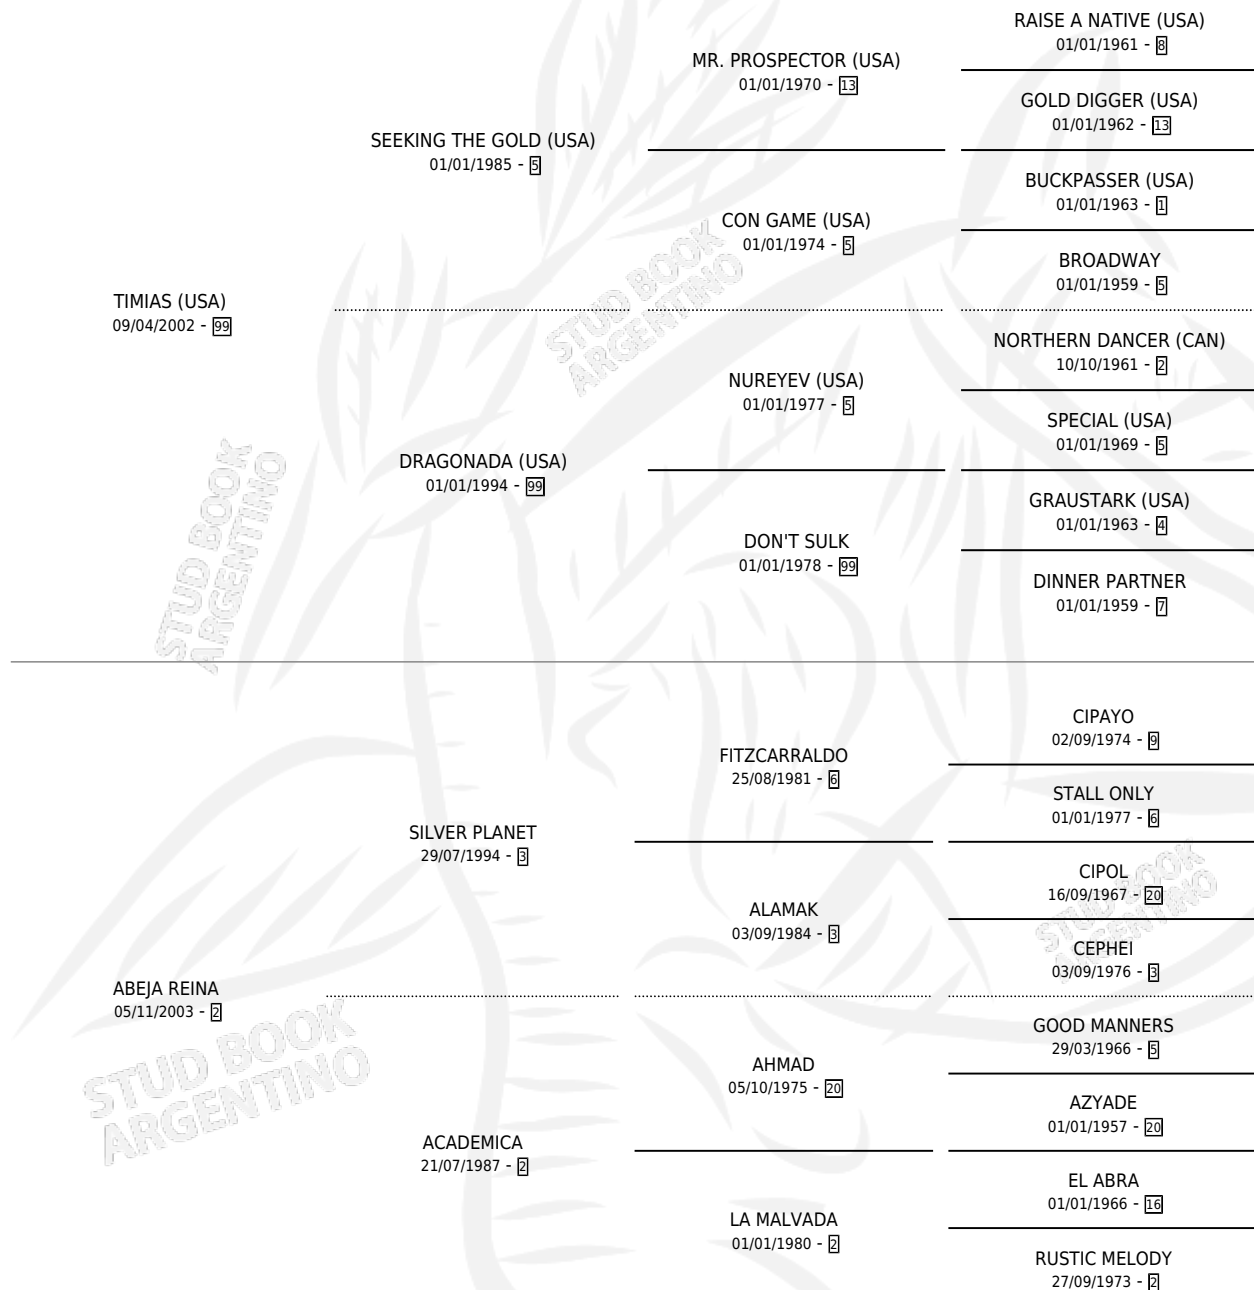 RAISE A NATIVE (USA)
01/01/1961 - 8
MR. PROSPECTOR (USA)
01/01/1970 - 13
GOLD DIGGER (USA)
01/01/1962 - 13
SEEKING THE GOLD (USA)
01/01/1985 - 5
BUCKPASSER (USA)
01/01/1963 - 1
CON GAME (USA)
01/01/1974 - 5
BROADWAY
01/01/1959 - 5
TIMIAS (USA)
09/04/2002 - 99
NORTHERN DANCER (CAN)
10/10/1961 - 2
NUREYEV (USA)
01/01/1977 - 5
SPECIAL (USA)
01/01/1969 - 5
DRAGONADA (USA)
01/01/1994 - 99
GRAUSTARK (USA)
01/01/1963 - 4
DON'T SULK
01/01/1978 - 99
DINNER PARTNER
01/01/1959 - 7
CIPAYO
02/09/1974 - 9
FITZCARRALDO
25/08/1981 - 6
STALL ONLY
01/01/1977 - 6
SILVER PLANET
29/07/1994 - 3
CIPOL
16/09/1967 - 20
ALAMAK
03/09/1984 - 3
CEPHEI
03/09/1976 - 3
ABEJA REINA
05/11/2003 - 2
GOOD MANNERS
29/03/1966 - 5
AHMAD
05/10/1975 - 20
AZYADE
01/01/1957 - 20
ACADEMICA
21/07/1987 - 2
EL ABRA
01/01/1966 - 16
LA MALVADA
01/01/1980 - 2
RUSTIC MELODY
27/09/1973 - 2
STUD BOOK
ARGENTINO
STUD BOOK
ARGENTINO
STUD BOOK
ARGENTINO
STUD BOOK
ARGENTINO